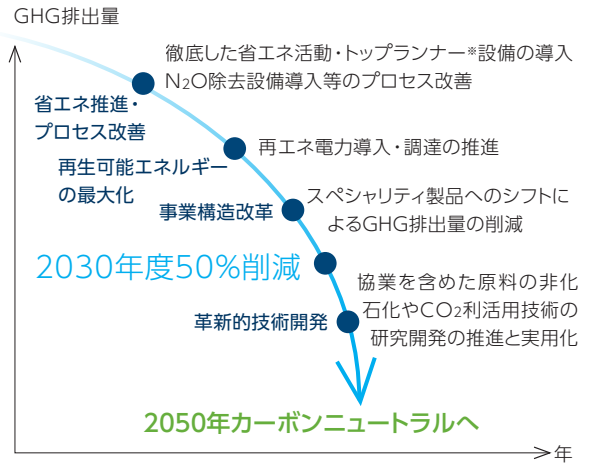 GHG排出量
徹底した省エネ活動・トップランナー※設備の導入
N2O除去設備導入等のプロセス改善
省エネ推進・
プロセス改善
再エネ電力導入・調達の推進
再生可能エネルギー
の最大化
スペシャリティ製品へのシフトに
よるGHG排出量の削減
事業構造改革
2030年度50%削減
協業を含めた原料の非化
石化やCO2利活用技術の
研究開発の推進と実用化
革新的技術開発
2050年カーボンニュートラルへ
年